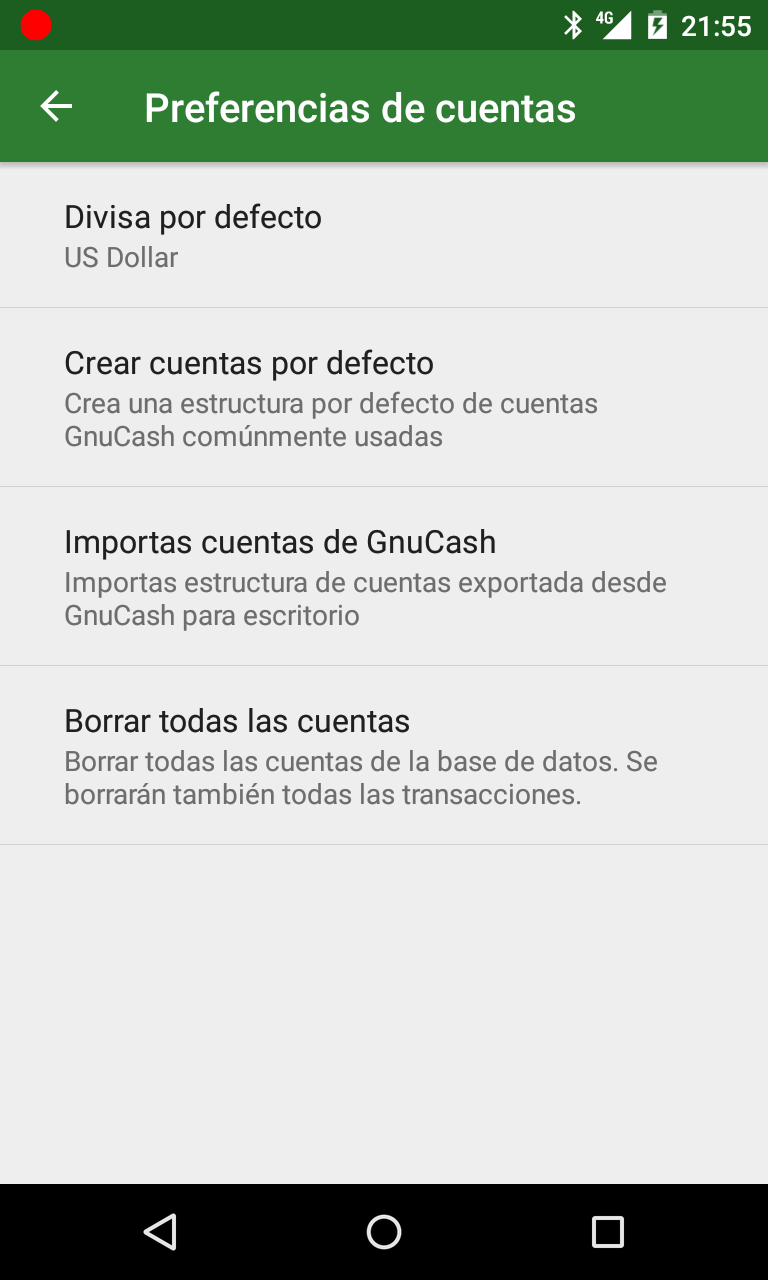 4G 21:55
Preferencias de cuentas
Divisa por defecto
US Dollar
Crear cuentas por defecto
Crea una estructura por defecto de cuentas
GnuCash comúnmente usadas
Importas cuentas de GnuCash
Importas estructura de cuentas exportada desde
GnuCash para escritorio
Borrar todas las cuentas
Borrar todas las cuentas de la base de datos. Se
borrarán también todas las transacciones.